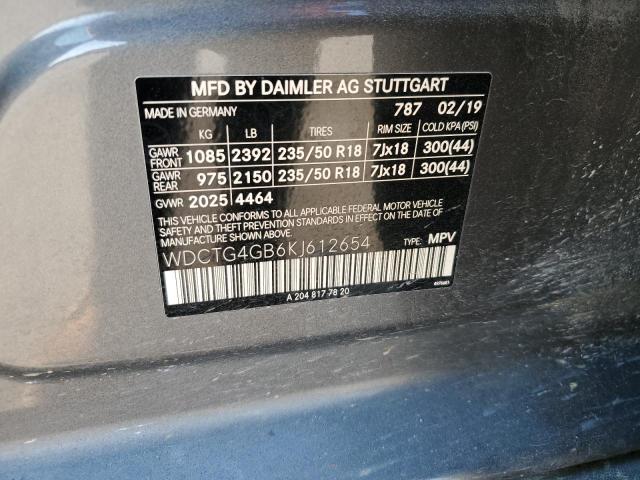 MFD BY DAIMLER AG STUTTGART
MADE IN GERMANY 787 02/19
KG LB TIRES RIM SIZE COLD KPA (PSI)
GAWR FRONT 1085 2392 235/50 R18 7Jx18 300(44)
GAWR REAR 975 2150 235/50 R18 7Jx18 300(44)
GVWR 2025 4464
THIS VEHICLE CONFORMS TO ALL APPLICABLE FEDERAL MOTOR VEHICLE
SAFETY AND THEFT PREVENTION STANDARDS IN EFFECT ON THE DATE
OF MANUFACTURE SHOWN ABOVE.
WDCTG4GB6KJ612654 TYPE: MPV
A 204 817 78 20